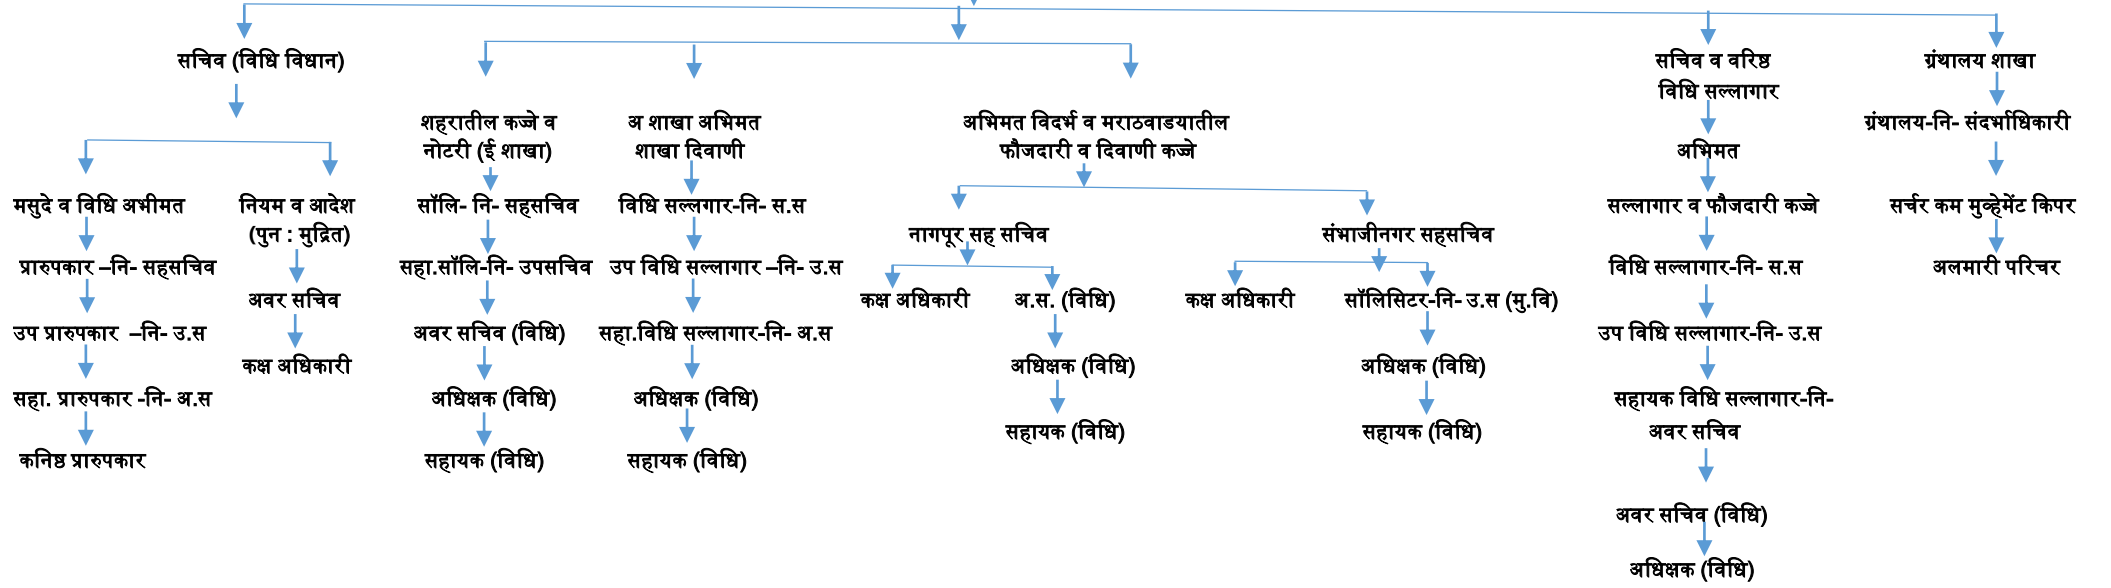 सचिव (विधि विधान)
मसुदे व विधि अभीमत
प्रारुपकार –नि- सहसचिव
उप प्रारुपकार –नि- उ.स
सहा. प्रारुपकार -नि- अ.स
कनिष्ठ प्रारुपकार
नियम व आदेश
(पुन : मुद्रित)
अवर सचिव
कक्ष अधिकारी
शहरातील कज्जे व
नोटरी (ई शाखा)
सॉलि- नि- सहसचिव
सहा.सॉलि-नि- उपसचिव
अवर सचिव (विधि)
अधिक्षक (विधि)
सहायक (विधि)
अ शाखा अभिमत
शाखा दिवाणी
विधि सल्लगार-नि- स.स
उप विधि सल्लागार –नि- उ.स
सहा.विधि सल्लागार-नि- अ.स
अधिक्षक (विधि)
सहायक (विधि)
अभिमत विदर्भ व मराठवाडयातील
फौजदारी व दिवाणी कज्जे
नागपूर सह सचिव
कक्ष अधिकारी
अ.स. (विधि)
अधिक्षक (विधि)
सहायक (विधि)
संभाजीनगर सहसचिव
कक्ष अधिकारी
सॉलिसिटर-नि- उ.स (मु.वि)
अधिक्षक (विधि)
सहायक (विधि)
सचिव व वरिष्ठ
विधि सल्लागार
अभिमत
सल्लागार व फौजदारी कज्जे
विधि सल्लागार-नि- स.स
उप विधि सल्लागार-नि- उ.स
सहायक विधि सल्लागार-नि-
अवर सचिव
अवर सचिव (विधि)
अधिक्षक (विधि)
ग्रंथालय शाखा
ग्रंथालय-नि- संदर्भाधिकारी
सर्चर कम मुव्हेमेंट किपर
अलमारी परिचर